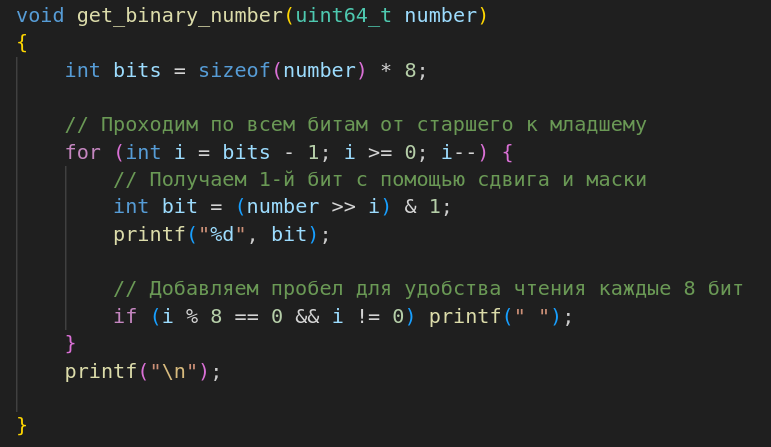 void get_binary_number(uint64_t number)
{
    int bits = sizeof(number) * 8;

    // Проходим по всем битам от старшего к младшему
    for (int i = bits - 1; i >= 0; i--) {
        // Получаем 1-й бит с помощью сдвига и маски
        int bit = (number >> i) & 1;
        printf("%d", bit);

        // Добавляем пробел для удобства чтения каждые 8 бит
        if (i % 8 == 0 && i != 0) printf(" ");
    }
    printf("\n");

}